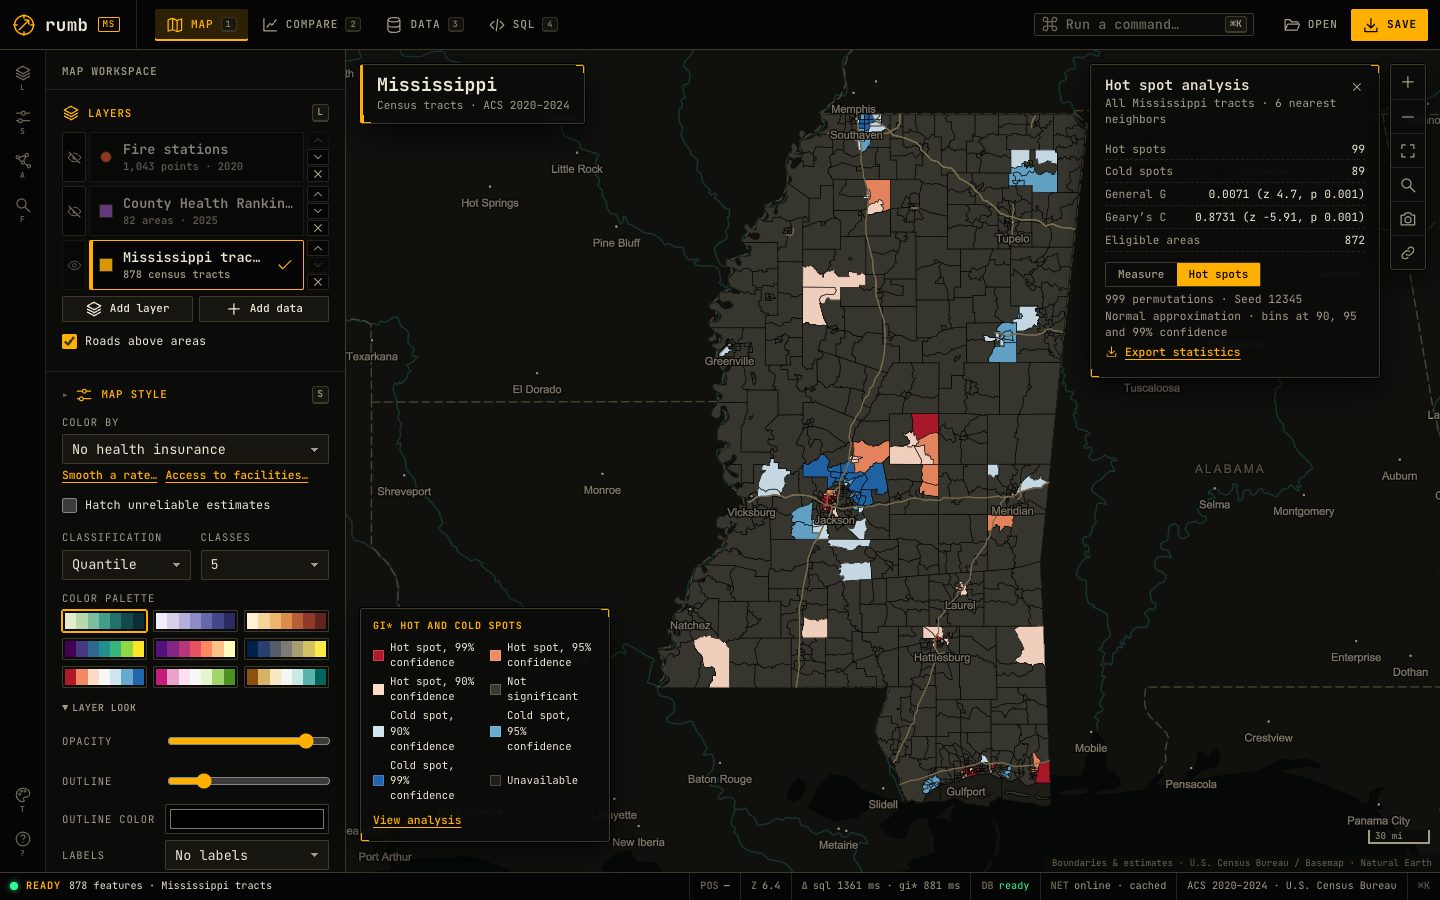 rumb MS
MAP 1
COMPARE 2
DATA 3
SQL 4
Run a command… ⌘K
OPEN
SAVE
L
S
A
F
T
?
MAP WORKSPACE
LAYERS L
Fire stations
1,043 points · 2020
County Health Rankin…
82 areas · 2025
Mississippi trac…
878 census tracts
Add layer
Add data
Roads above areas
MAP STYLE S
COLOR BY
No health insurance
Smooth a rate… Access to facilities…
Hatch unreliable estimates
CLASSIFICATION CLASSES
Quantile 5
COLOR PALETTE
LAYER LOOK
OPACITY
OUTLINE
OUTLINE COLOR
LABELS No labels
Mississippi
Census tracts · ACS 2020–2024
Memphis
Southaven
Little Rock
Hot Springs
Pine Bluff
Tupelo
Texarkana
Greenville
El Dorado
Tuscaloosa
ALABAMA
Auburn
Shreveport
Monroe
Vicksburg
Jackson
Meridian
Selma
Montgomery
Laurel
Natchez
Hattiesburg
Enterprise
Dothan
Crestview
Mobile
Baton Rouge
Gulfport
Pensacola
Slidell
Panama City
New Iberia
Metairie
Port Arthur
30 mi
Hot spot analysis
All Mississippi tracts · 6 nearest
neighbors
Hot spots 99
Cold spots 89
General G 0.0071 (z 4.7, p 0.001)
Geary's C 0.8731 (z -5.91, p 0.001)
Eligible areas 872
Measure Hot spots
999 permutations · Seed 12345
Normal approximation · bins at 90, 95
and 99% confidence
Export statistics
GI* HOT AND COLD SPOTS
Hot spot, 99%
confidence
Hot spot, 95%
confidence
Hot spot, 90%
confidence
Not
significant
Cold spot,
90%
confidence
Cold spot,
95%
confidence
Cold spot,
99%
confidence
Unavailable
View analysis
Boundaries & estimates · U.S. Census Bureau / Basemap · Natural Earth
READY 878 features · Mississippi tracts
POS —
Z 6.4
Δ sql 1361 ms · gi* 881 ms
DB ready
NET online · cached
ACS 2020–2024 · U.S. Census Bureau
⌘K